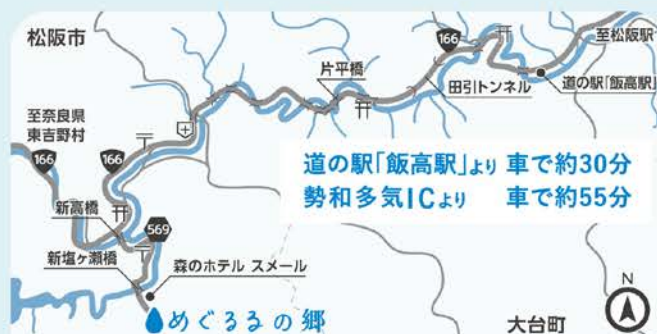 松阪市
166
至松阪駅
片平橋
田引トンネル
道の駅「飯高駅」
至奈良県
東吉野村
166
166
道の駅「飯高駅」より 車で約30分
勢和多気ICより 車で約55分
新高橋
569
新塩ヶ瀬橋
森のホテル スメール
めぐるるの郷
大台町
N